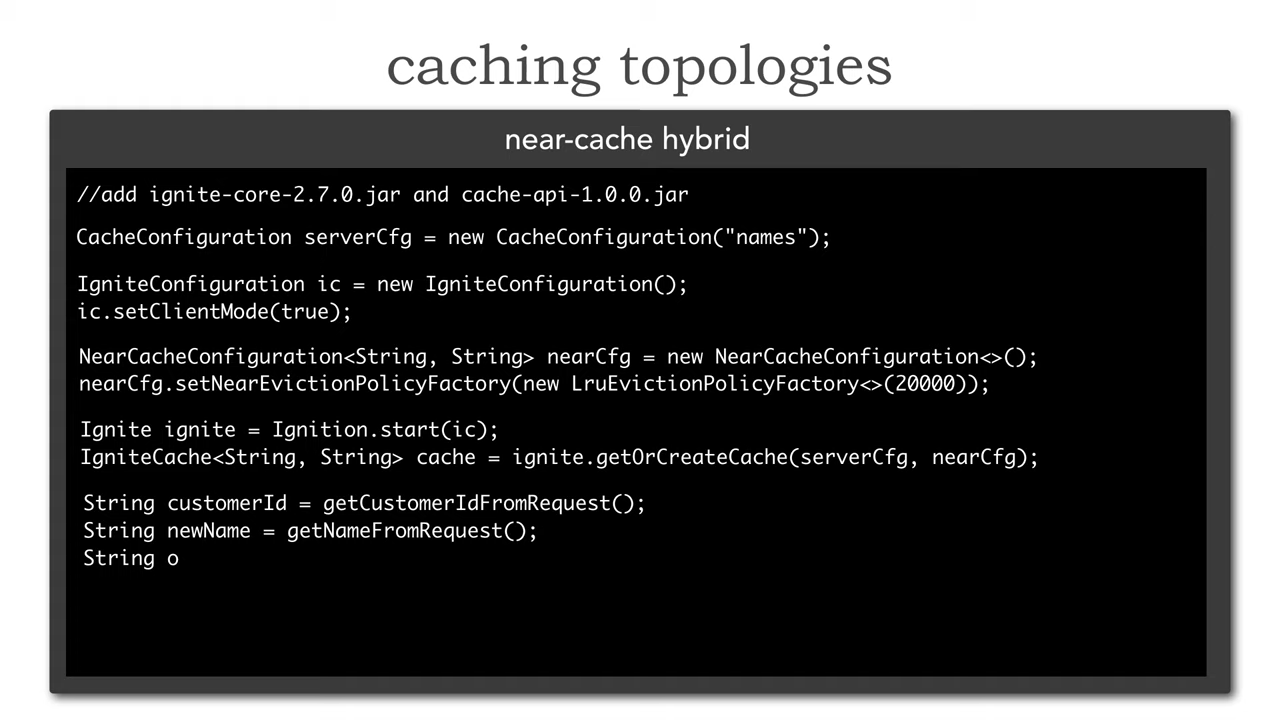 caching topologies
near-cache hybrid
//add ignite-core-2.7.0.jar and cache-api-1.0.0.jar
CacheConfiguration serverCfg = new CacheConfiguration("names");
IgniteConfiguration ic = new IgniteConfiguration();
ic.setClientMode(true);
NearCacheConfiguration<String, String> nearCfg = new NearCacheConfiguration<>();
nearCfg.setNearEvictionPolicyFactory(new LruEvictionPolicyFactory<>(20000));
Ignite ignite = Ignition.start(ic);
IgniteCache<String, String> cache = ignite.getOrCreateCache(serverCfg, nearCfg);
String customerId = getCustomerIdFromRequest();
String newName = getNameFromRequest();
String o